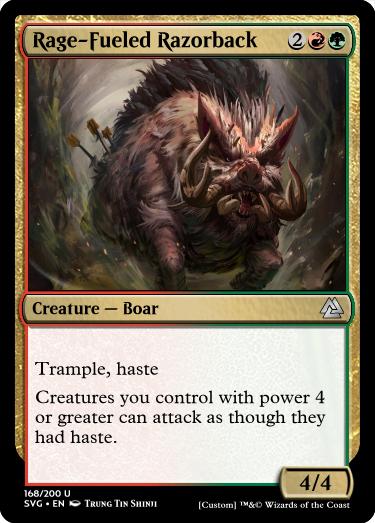 Rage-Fueled Razorback 2
Creature — Boar
Trample, haste
Creatures you control with power 4
or greater can attack as though they
had haste.
4/4
168/200 U
SVG • EN Trung Tin Shinji
[Custom] ™&© Wizards of the Coast